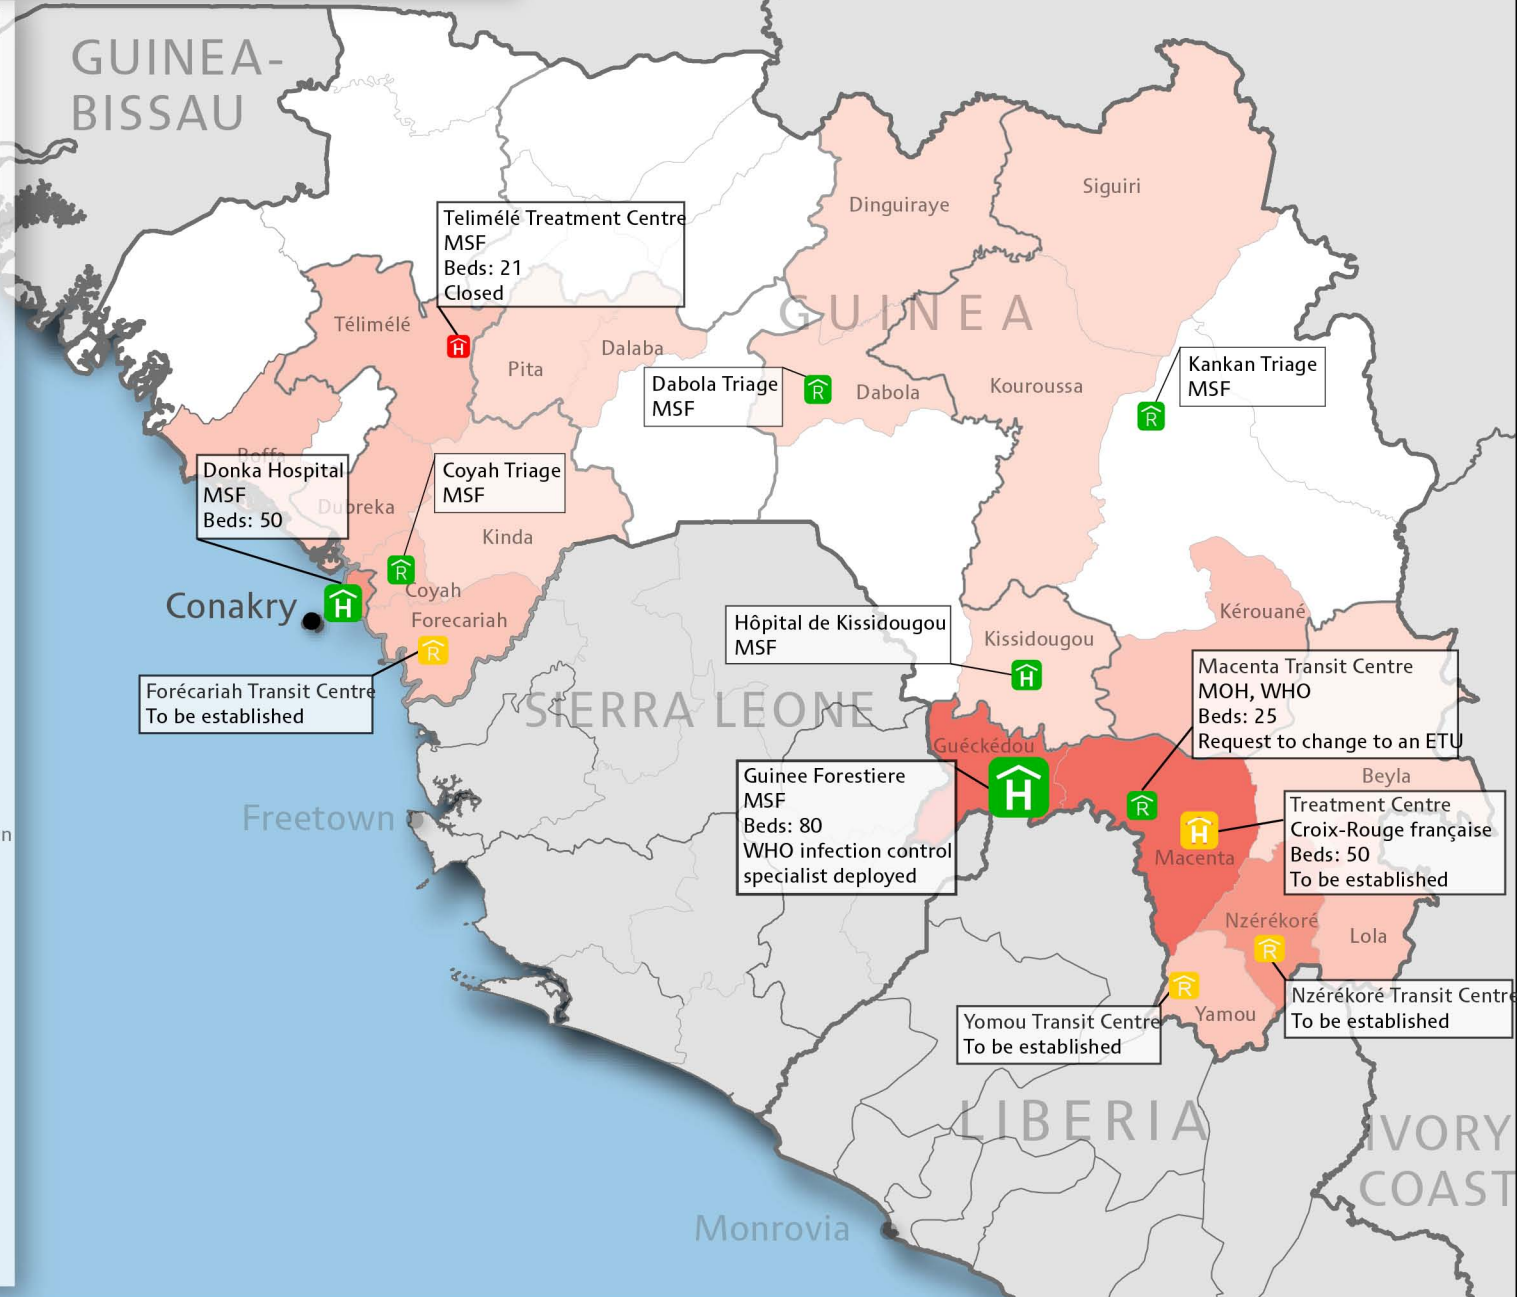 GUINEA-
BISSAU
Siguiri
Dinguiraye
Telimélé Treatment Centre
MSF
Beds: 21
Closed
GUINEA
Télimélé
Dalaba
Pita
Dabola Triage
MSF
Dabola
Kouroussa
Kankan Triage
MSF
Boffa
Donka Hospital
MSF
Beds: 50
Coyah Triage
MSF
Dubreka
Kinda
Coyah
Conakry
Forecariah
Kérouané
Hôpital de Kissidougou
MSF
Kissidougou
Forécariah Transit Centre
To be established
Macenta Transit Centre
MOH, WHO
Beds: 25
Request to change to an ETU
SIERRA LEONE
Guéckédou
Guinee Forestiere
MSF
Beds: 80
WHO infection control
specialist deployed
Beyla
Treatment Centre
Croix-Rouge française
Beds: 50
To be established
Freetown
n
Macenta
Nzérékoré
Lola
Nzérékoré Transit Centre
To be established
Yamou
Yomou Transit Centre
To be established
LIBERIA
IVORY
COAST
Monrovia
H
R
R
R
H
R
H
H
R
H
R
R